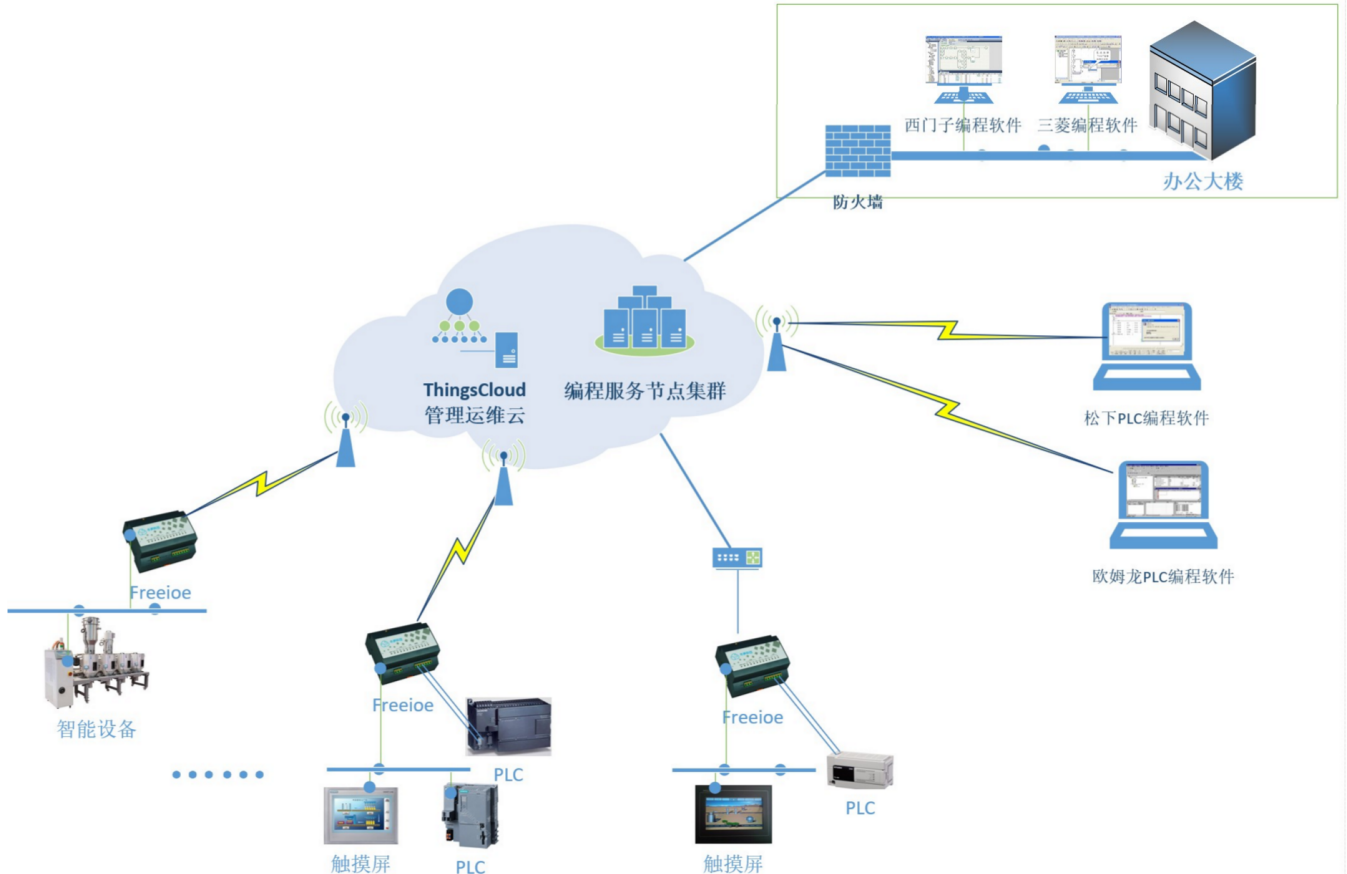 西门子编程软件
三菱编程软件
办公大楼
防火墙
ThingsCloud
管理运维云
编程服务节点集群
松下PLC编程软件
欧姆龙PLC编程软件
Freeioe
智能设备
Freeioe
PLC
触摸屏
PLC
Freeioe
PLC
触摸屏